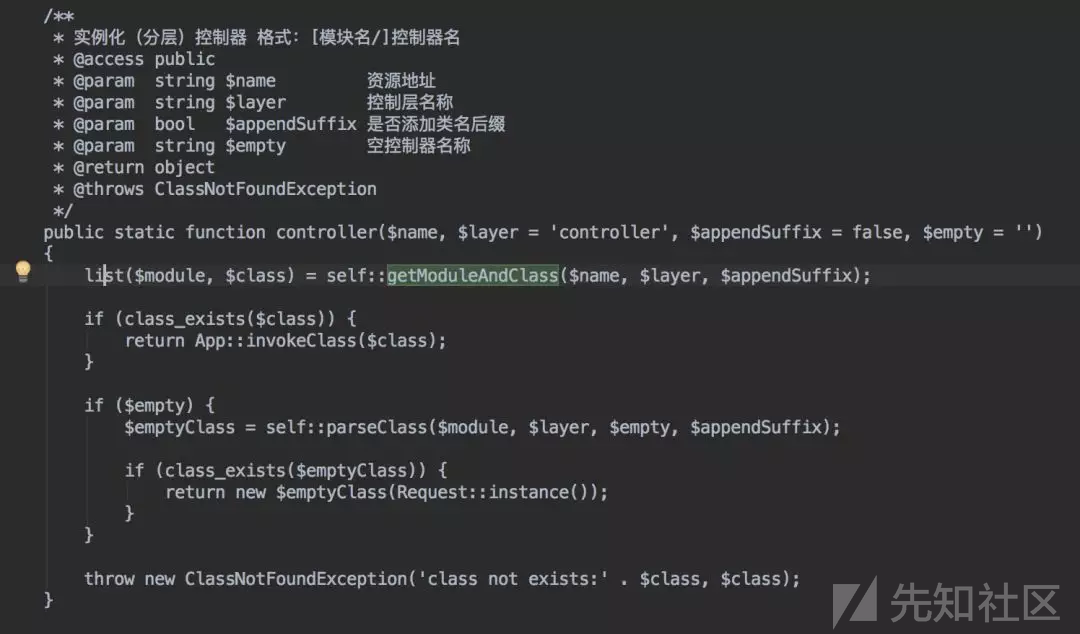 /**
 * 实例化（分层）控制器 格式：[模块名/]控制器名
 * @access public
 * @param  string $name         资源地址
 * @param  string $layer        控制层名称
 * @param  bool   $appendSuffix 是否添加类名后缀
 * @param  string $empty        空控制器名称
 * @return object
 * @throws ClassNotFoundException
 */
public static function controller($name, $layer = 'controller', $appendSuffix = false, $empty = '')
{
    list($module, $class) = self::getModuleAndClass($name, $layer, $appendSuffix);
    if (class_exists($class)) {
        return App::invokeClass($class);
    }
    if ($empty) {
        $emptyClass = self::parseClass($module, $layer, $empty, $appendSuffix);
        if (class_exists($emptyClass)) {
            return new $emptyClass(Request::instance());
        }
    }
    throw new ClassNotFoundException('class not exists:' . $class, $class);
}
先知社区